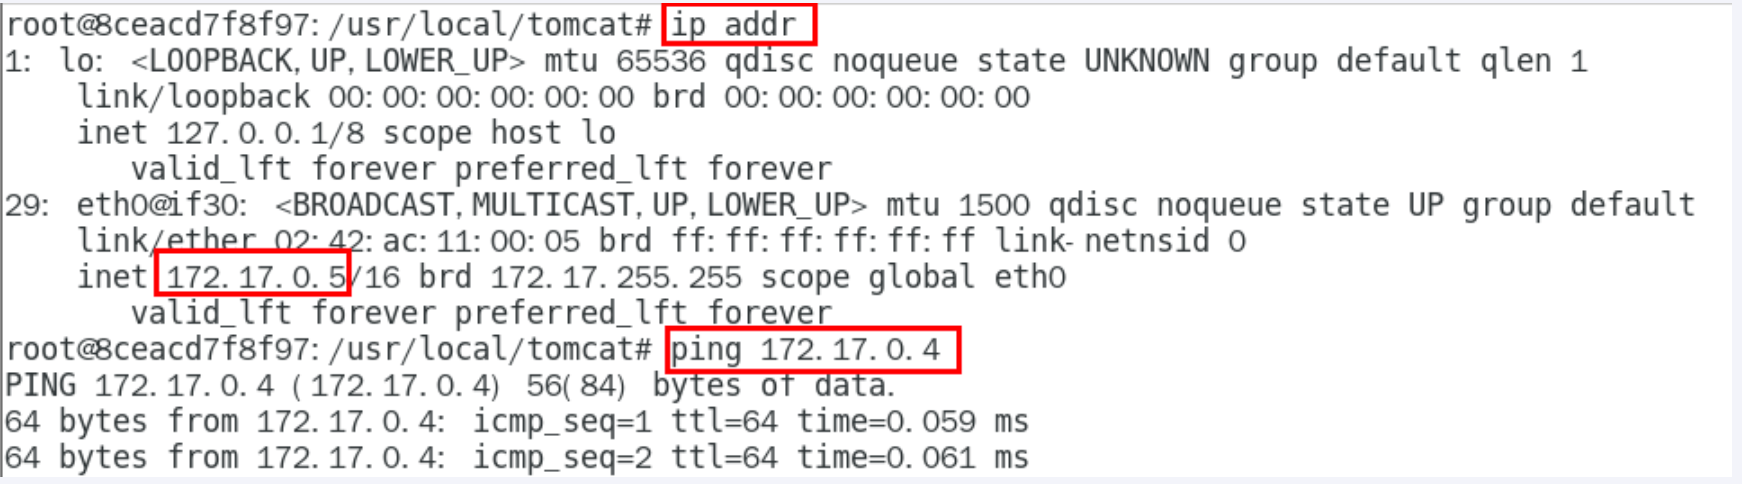 root@8ceacd7f8f97:/usr/local/tomcat# ip addr
1: lo: <LOOPBACK,UP,LOWER_UP> mtu 65536 qdisc noqueue state UNKNOWN group default qlen 1
link/loopback 00:00:00:00:00:00 brd 00:00:00:00:00:00
inet 127.0.0.1/8 scope host lo
valid_lft forever preferred_lft forever
29: eth0@if30: <BROADCAST,MULTICAST,UP,LOWER_UP> mtu 1500 qdisc noqueue state UP group default
link/ether 02:42:ac:11:00:05 brd ff:ff:ff:ff:ff:ff link-netnsid 0
inet 172.17.0.5/16 brd 172.17.255.255 scope global eth0
valid_lft forever preferred_lft forever
root@8ceacd7f8f97:/usr/local/tomcat# ping 172.17.0.4
PING 172.17.0.4 (172.17.0.4) 56(84) bytes of data.
64 bytes from 172.17.0.4: icmp_seq=1 ttl=64 time=0.059 ms
64 bytes from 172.17.0.4: icmp_seq=2 ttl=64 time=0.061 ms